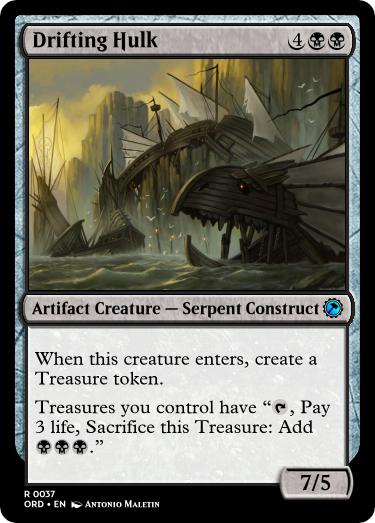 Drifting Hulk 4
Artifact Creature — Serpent Construct
When this creature enters, create a
Treasure token.
Treasures you control have “, Pay
3 life, Sacrifice this Treasure: Add
.”
7/5
R 0037
ORD • EN Antonio Maletin